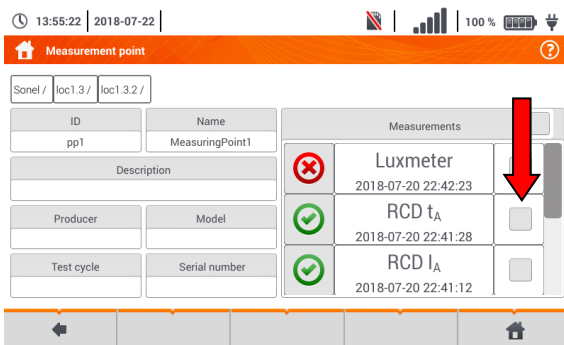 13:55:22 2018-07-22 100 %
Measurement point ?
Sonel / loc1.3 / loc1.3.2 /
ID Name Measurements
pp1 MeasuringPoint1
Description
Luxmeter
2018-07-20 22:42:23
Producer Model
RCD tA
2018-07-20 22:41:28
Test cycle Serial number
RCD IA
2018-07-20 22:41:12